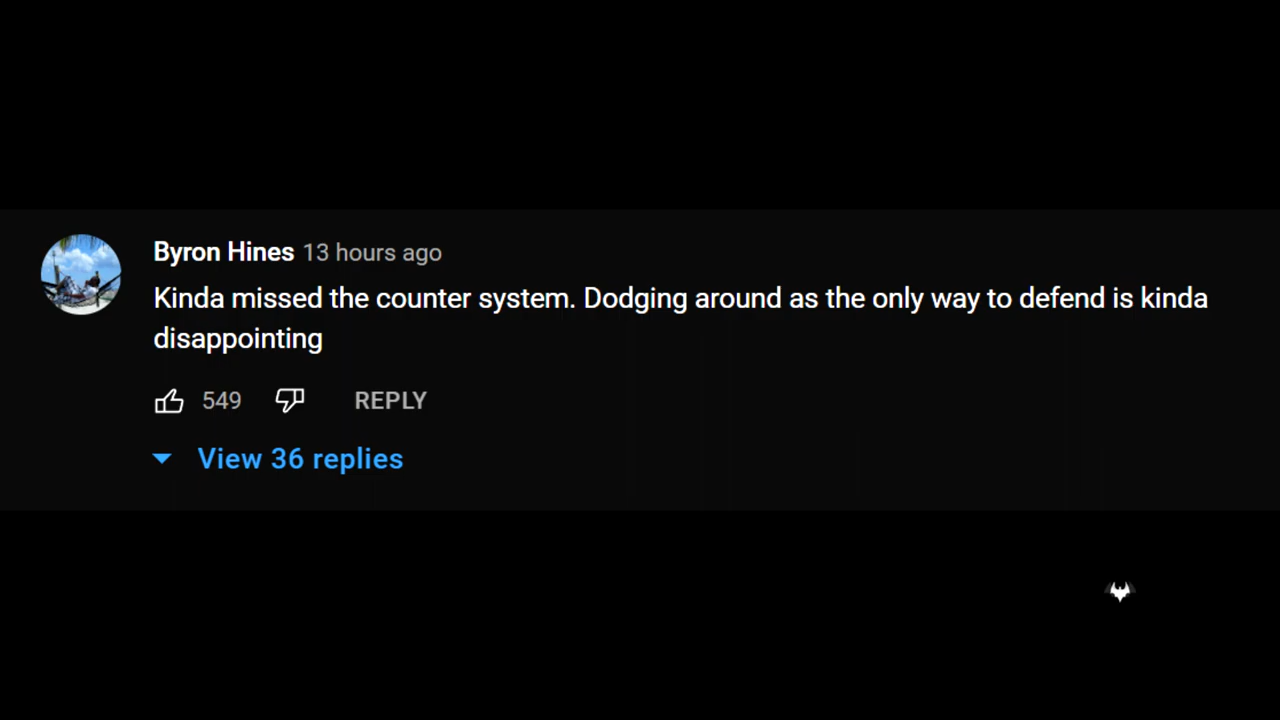 Byron Hines 13 hours ago
Kinda missed the counter system. Dodging around as the only way to defend is kinda
disappointing
549 REPLY
View 36 replies